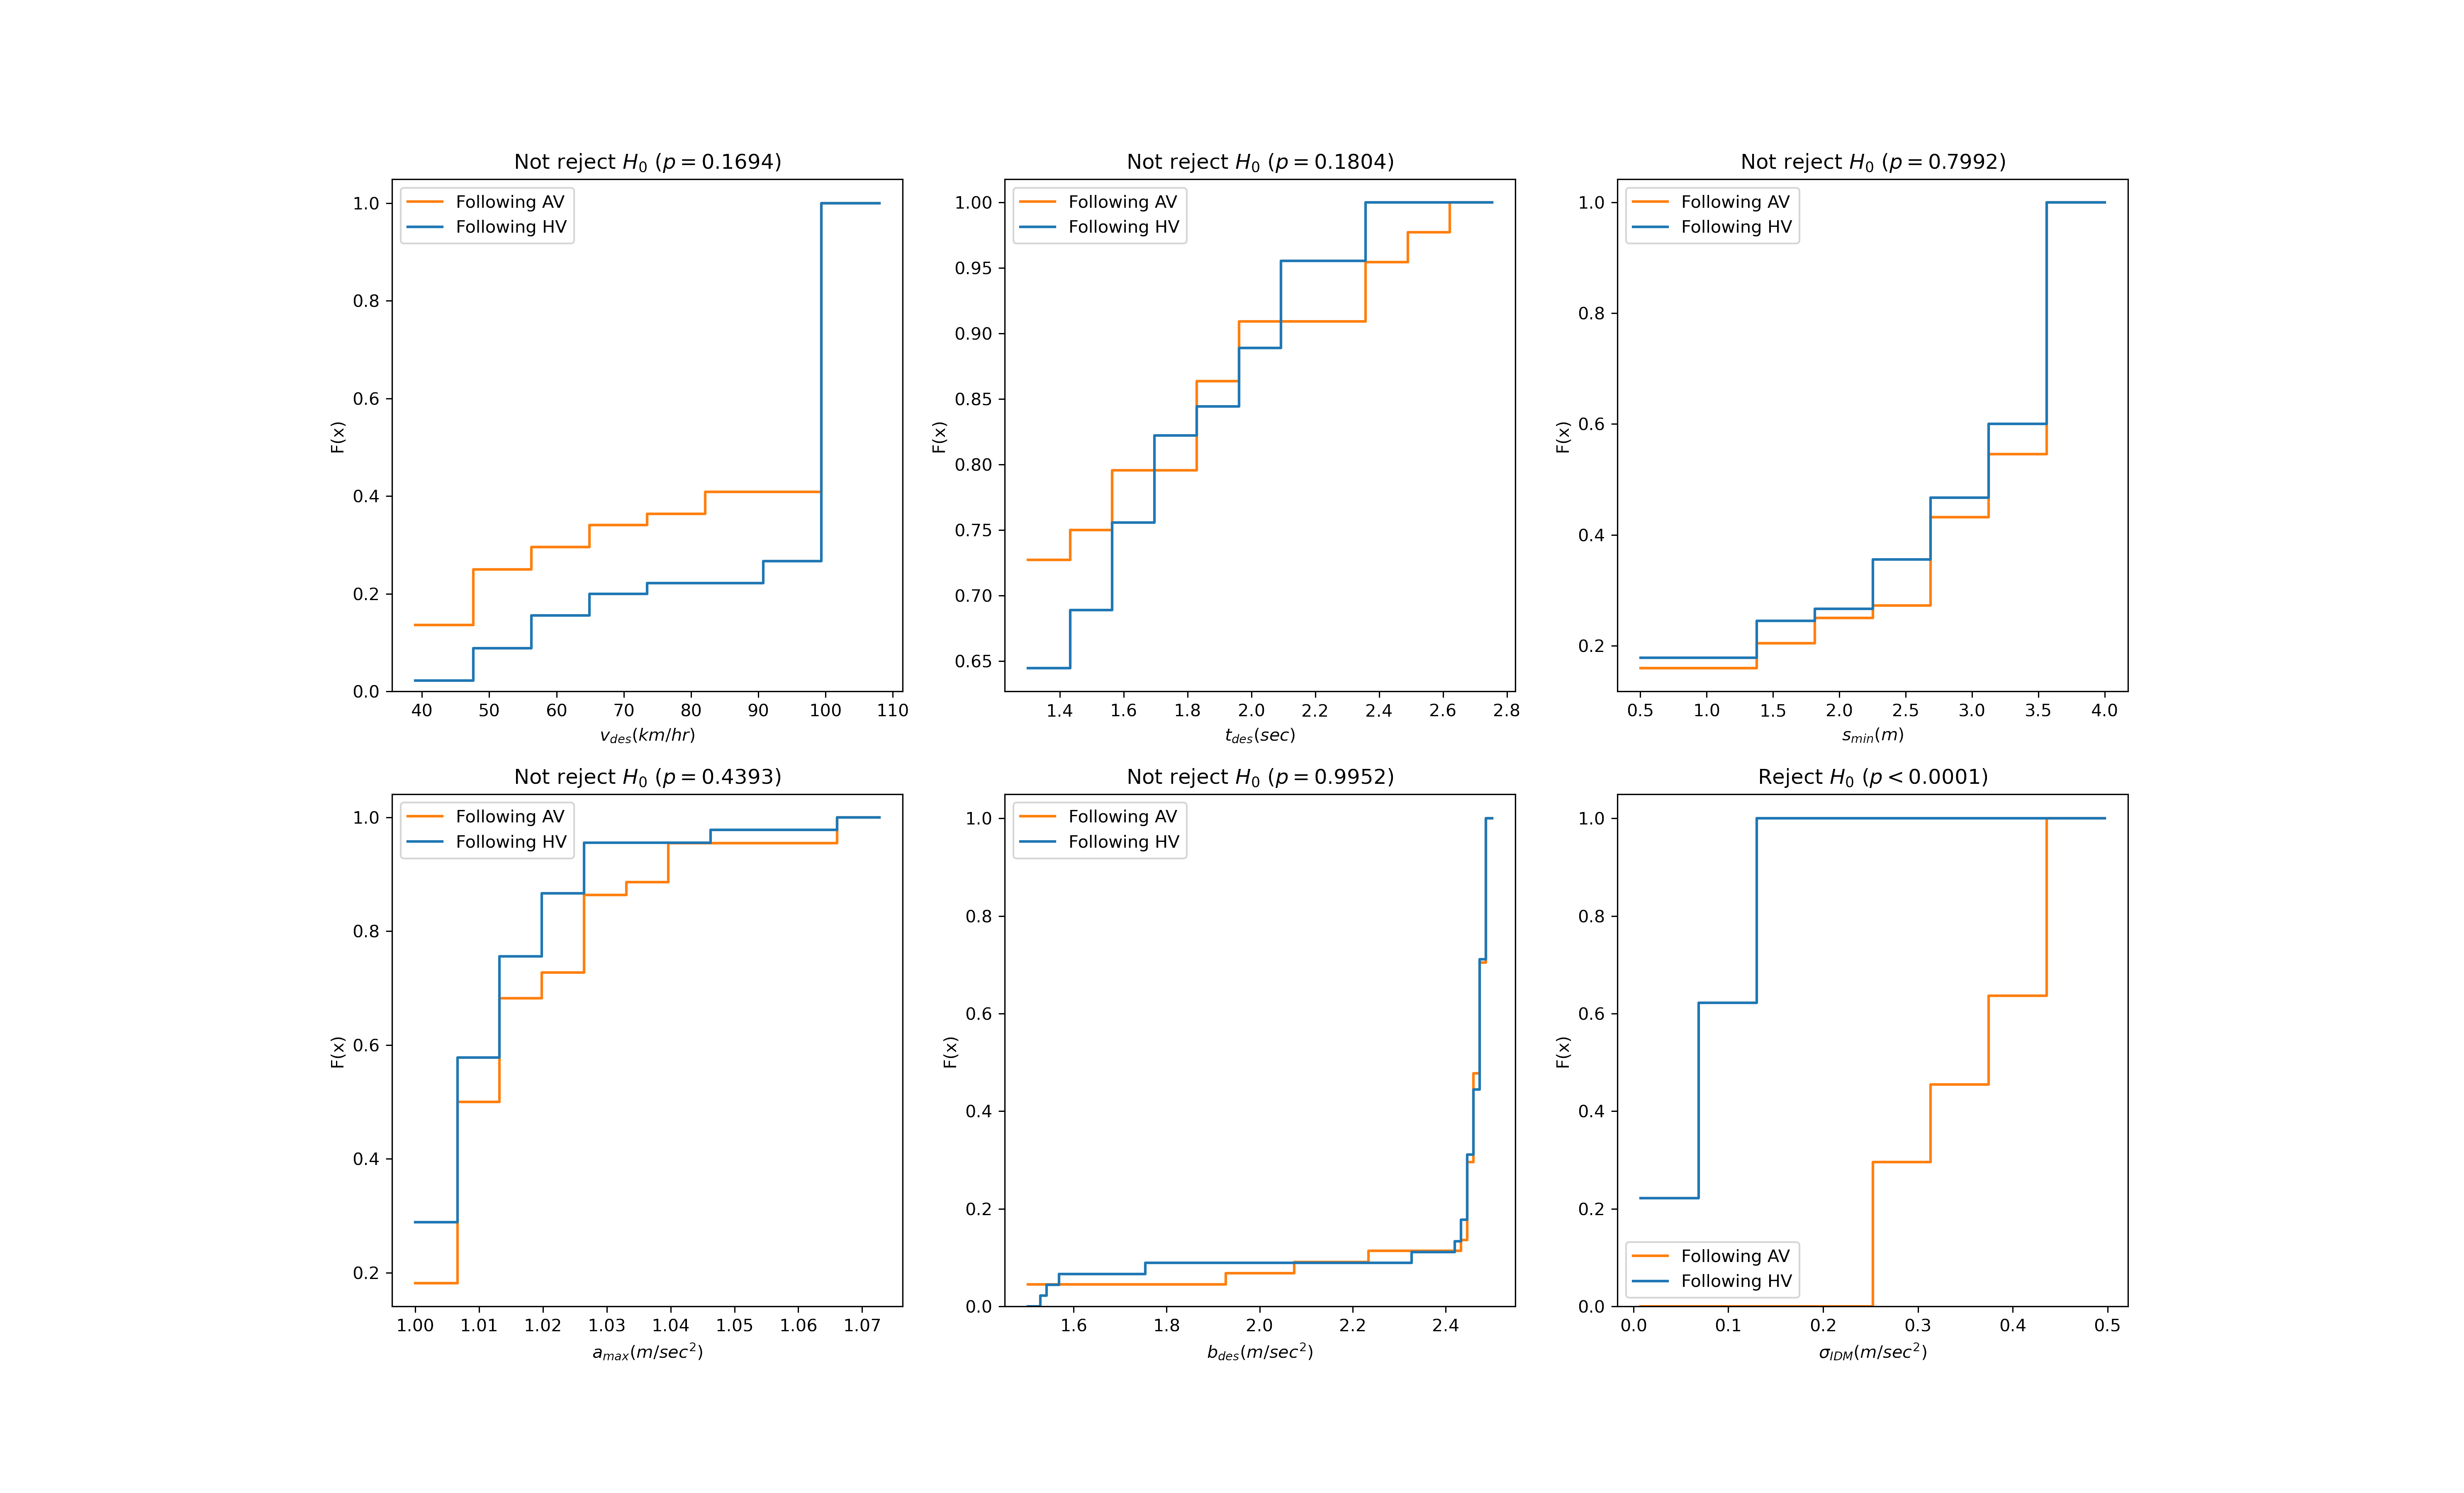 Not reject H₀ (p = 0.1694)
Following AV
Following HV
1.0
0.8
0.6
0.4
0.2
0.0
F(x)
40 50 60 70 80 90 100 110
v_des(km/hr)
Not reject H₀ (p = 0.1804)
Following AV
Following HV
1.00
0.95
0.90
0.85
0.80
0.75
0.70
0.65
F(x)
1.4 1.6 1.8 2.0 2.2 2.4 2.6 2.8
t_des(sec)
Not reject H₀ (p = 0.7992)
Following AV
Following HV
1.0
0.8
0.6
0.4
0.2
F(x)
0.5 1.0 1.5 2.0 2.5 3.0 3.5 4.0
s_min(m)
Not reject H₀ (p = 0.4393)
Following AV
Following HV
1.0
0.8
0.6
0.4
0.2
F(x)
1.00 1.01 1.02 1.03 1.04 1.05 1.06 1.07
a_max(m/sec²)
Not reject H₀ (p = 0.9952)
Following AV
Following HV
1.0
0.8
0.6
0.4
0.2
0.0
F(x)
1.6 1.8 2.0 2.2 2.4
b_des(m/sec²)
Reject H₀ (p < 0.0001)
1.0
0.8
0.6
0.4
0.2
0.0
F(x)
Following AV
Following HV
0.0 0.1 0.2 0.3 0.4 0.5
σ_IDM(m/sec²)